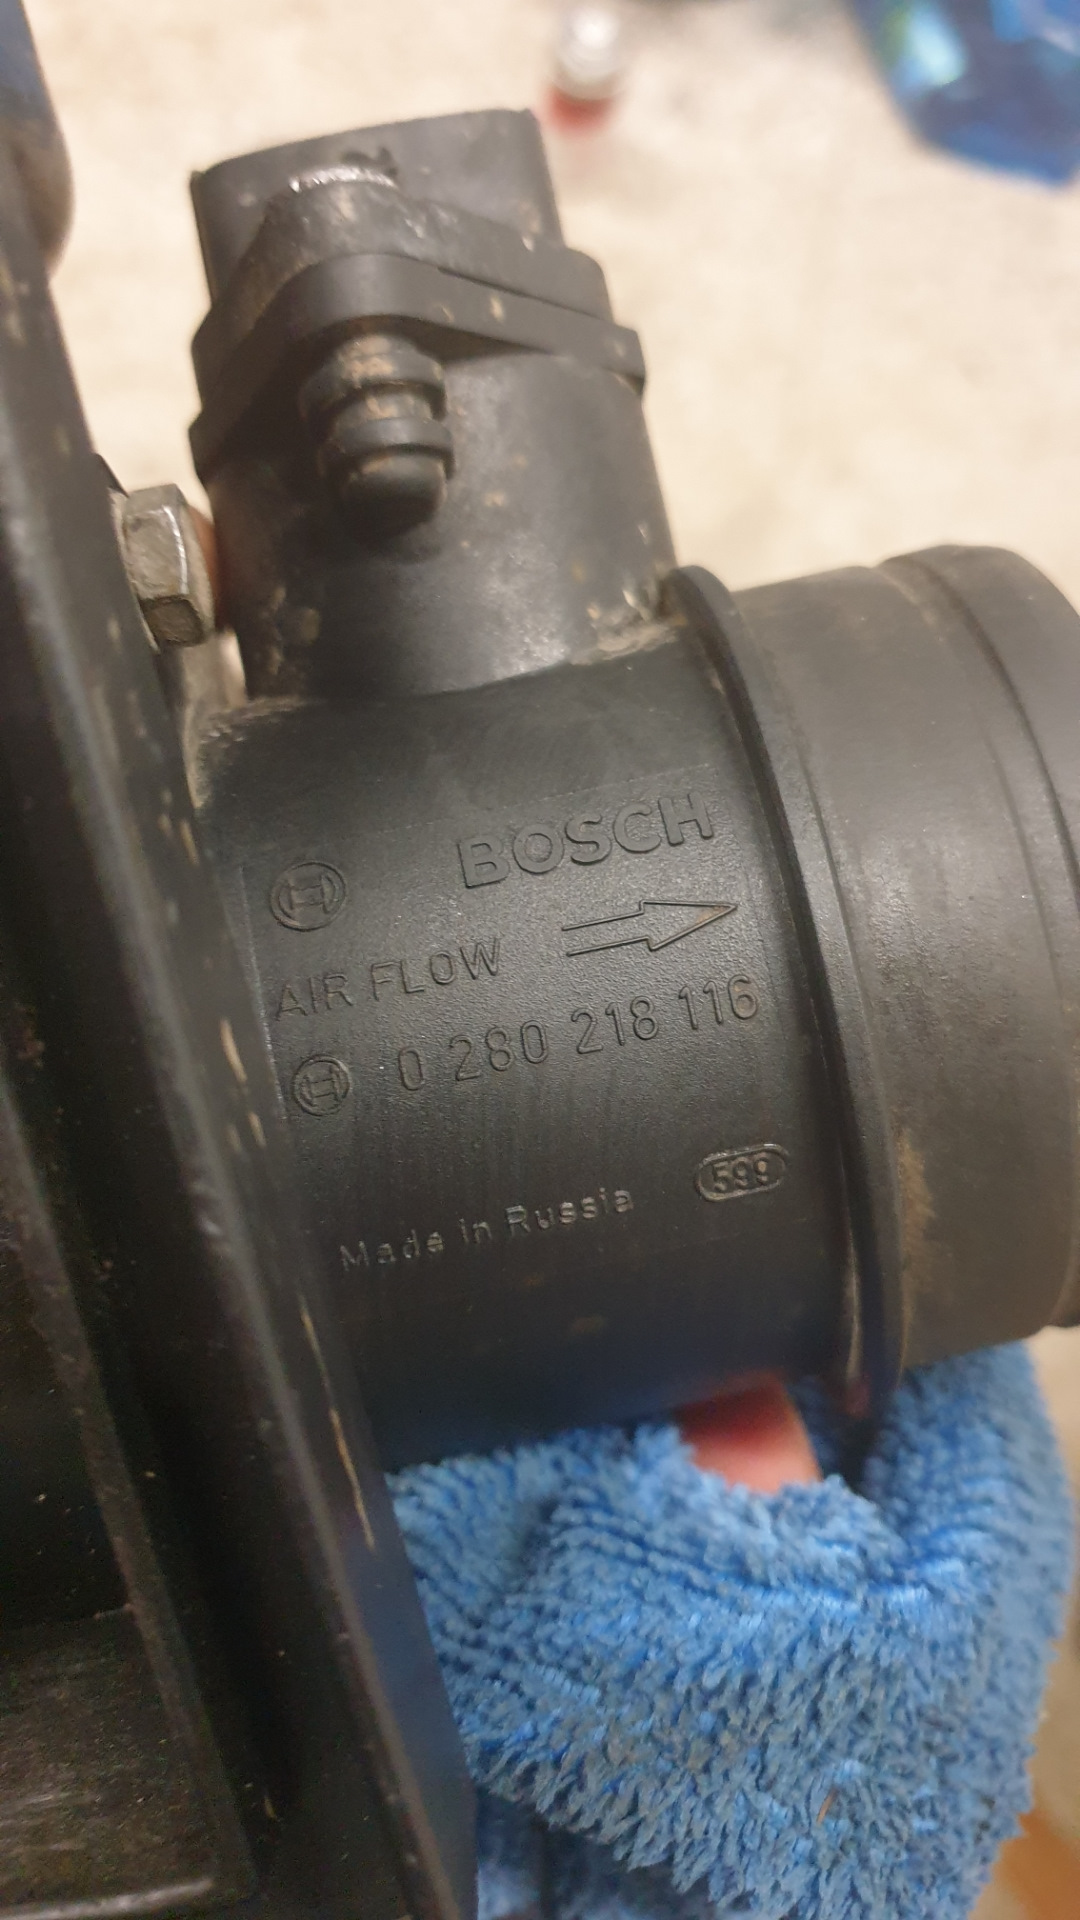 BOSCH
AIR FLOW
0 280 218 116
599
Made in Russia